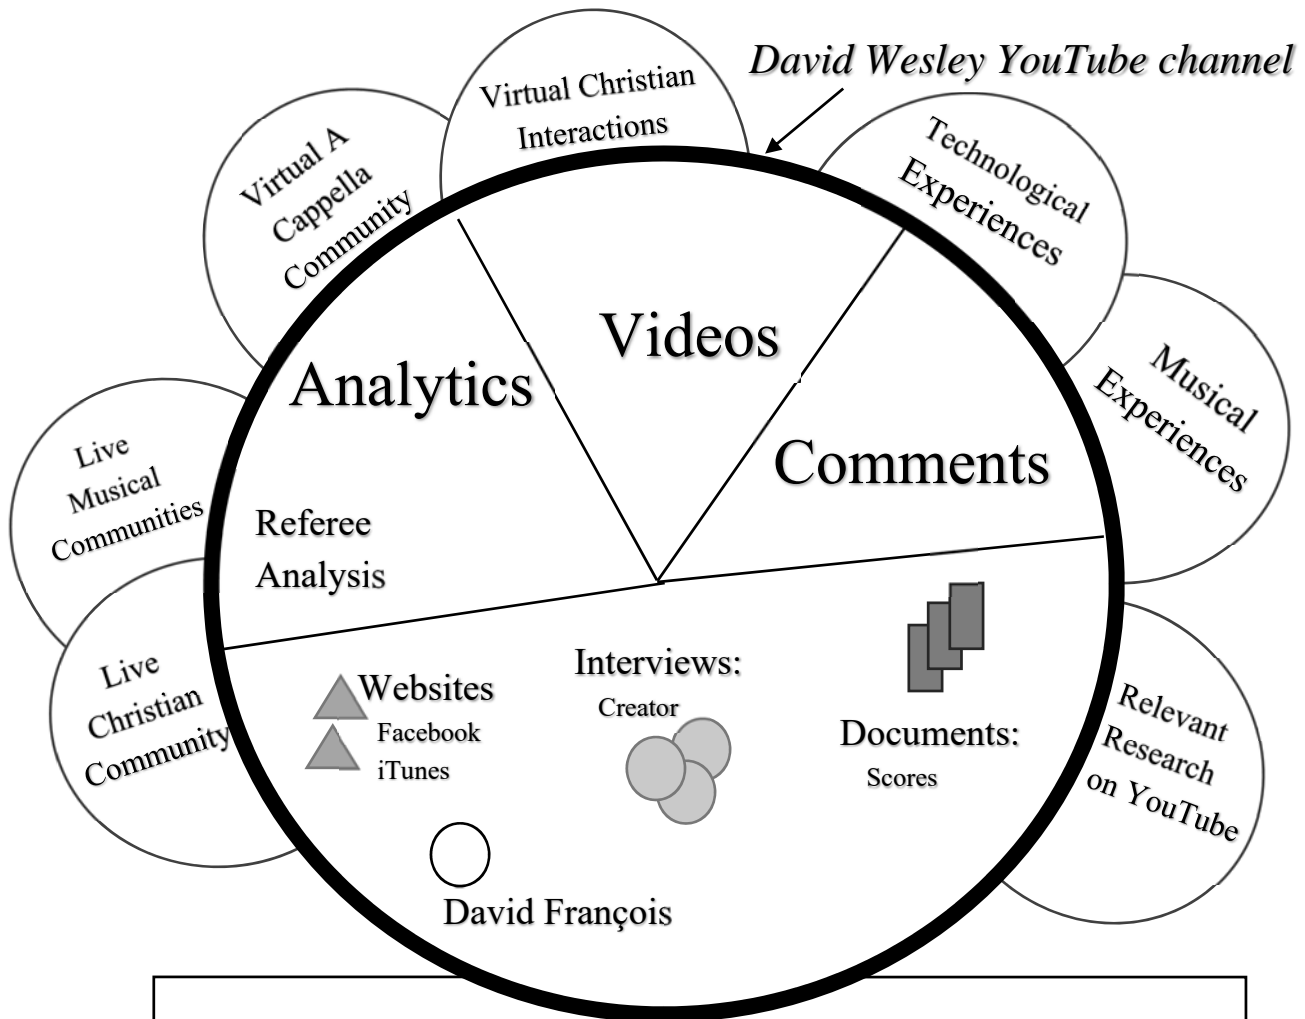 David Wesley YouTube channel
Virtual Christian
Interactions
Virtual A
Cappella
Community
Technological
Experiences
Musical
Experiences
Live
Musical
Communities
Live
Christian
Community
Relevant
Research
on YouTube
Videos
Analytics
Comments
Referee
Analysis
Websites
Facebook
iTunes
Interviews:
Creator
Documents:
Scores
David François